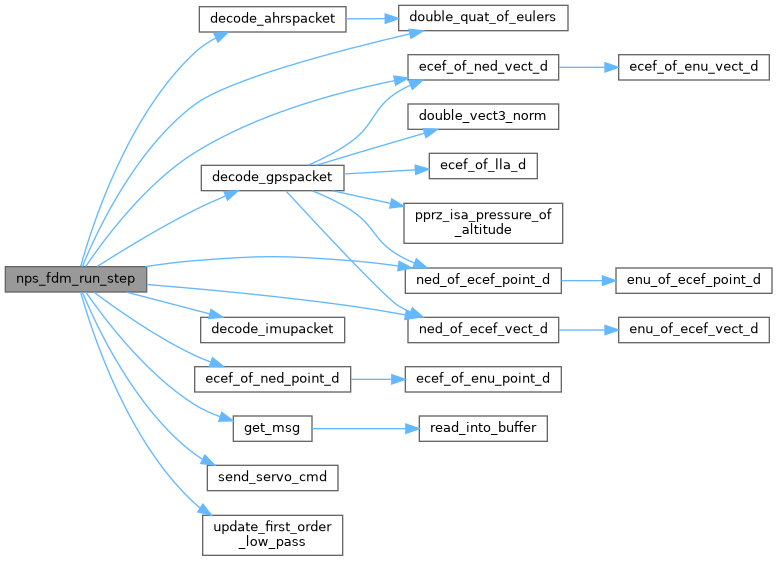 decode_ahrspacket
double_quat_of_eulers
ecef_of_ned_vect_d
ecef_of_enu_vect_d
double_vect3_norm
decode_gpspacket
ecef_of_lla_d
pprz_isa_pressure_of
_altitude
nps_fdm_run_step
ned_of_ecef_point_d
enu_of_ecef_point_d
decode_imupacket
ned_of_ecef_vect_d
enu_of_ecef_vect_d
ecef_of_ned_point_d
ecef_of_enu_point_d
get_msg
read_into_buffer
send_servo_cmd
update_first_order
_low_pass